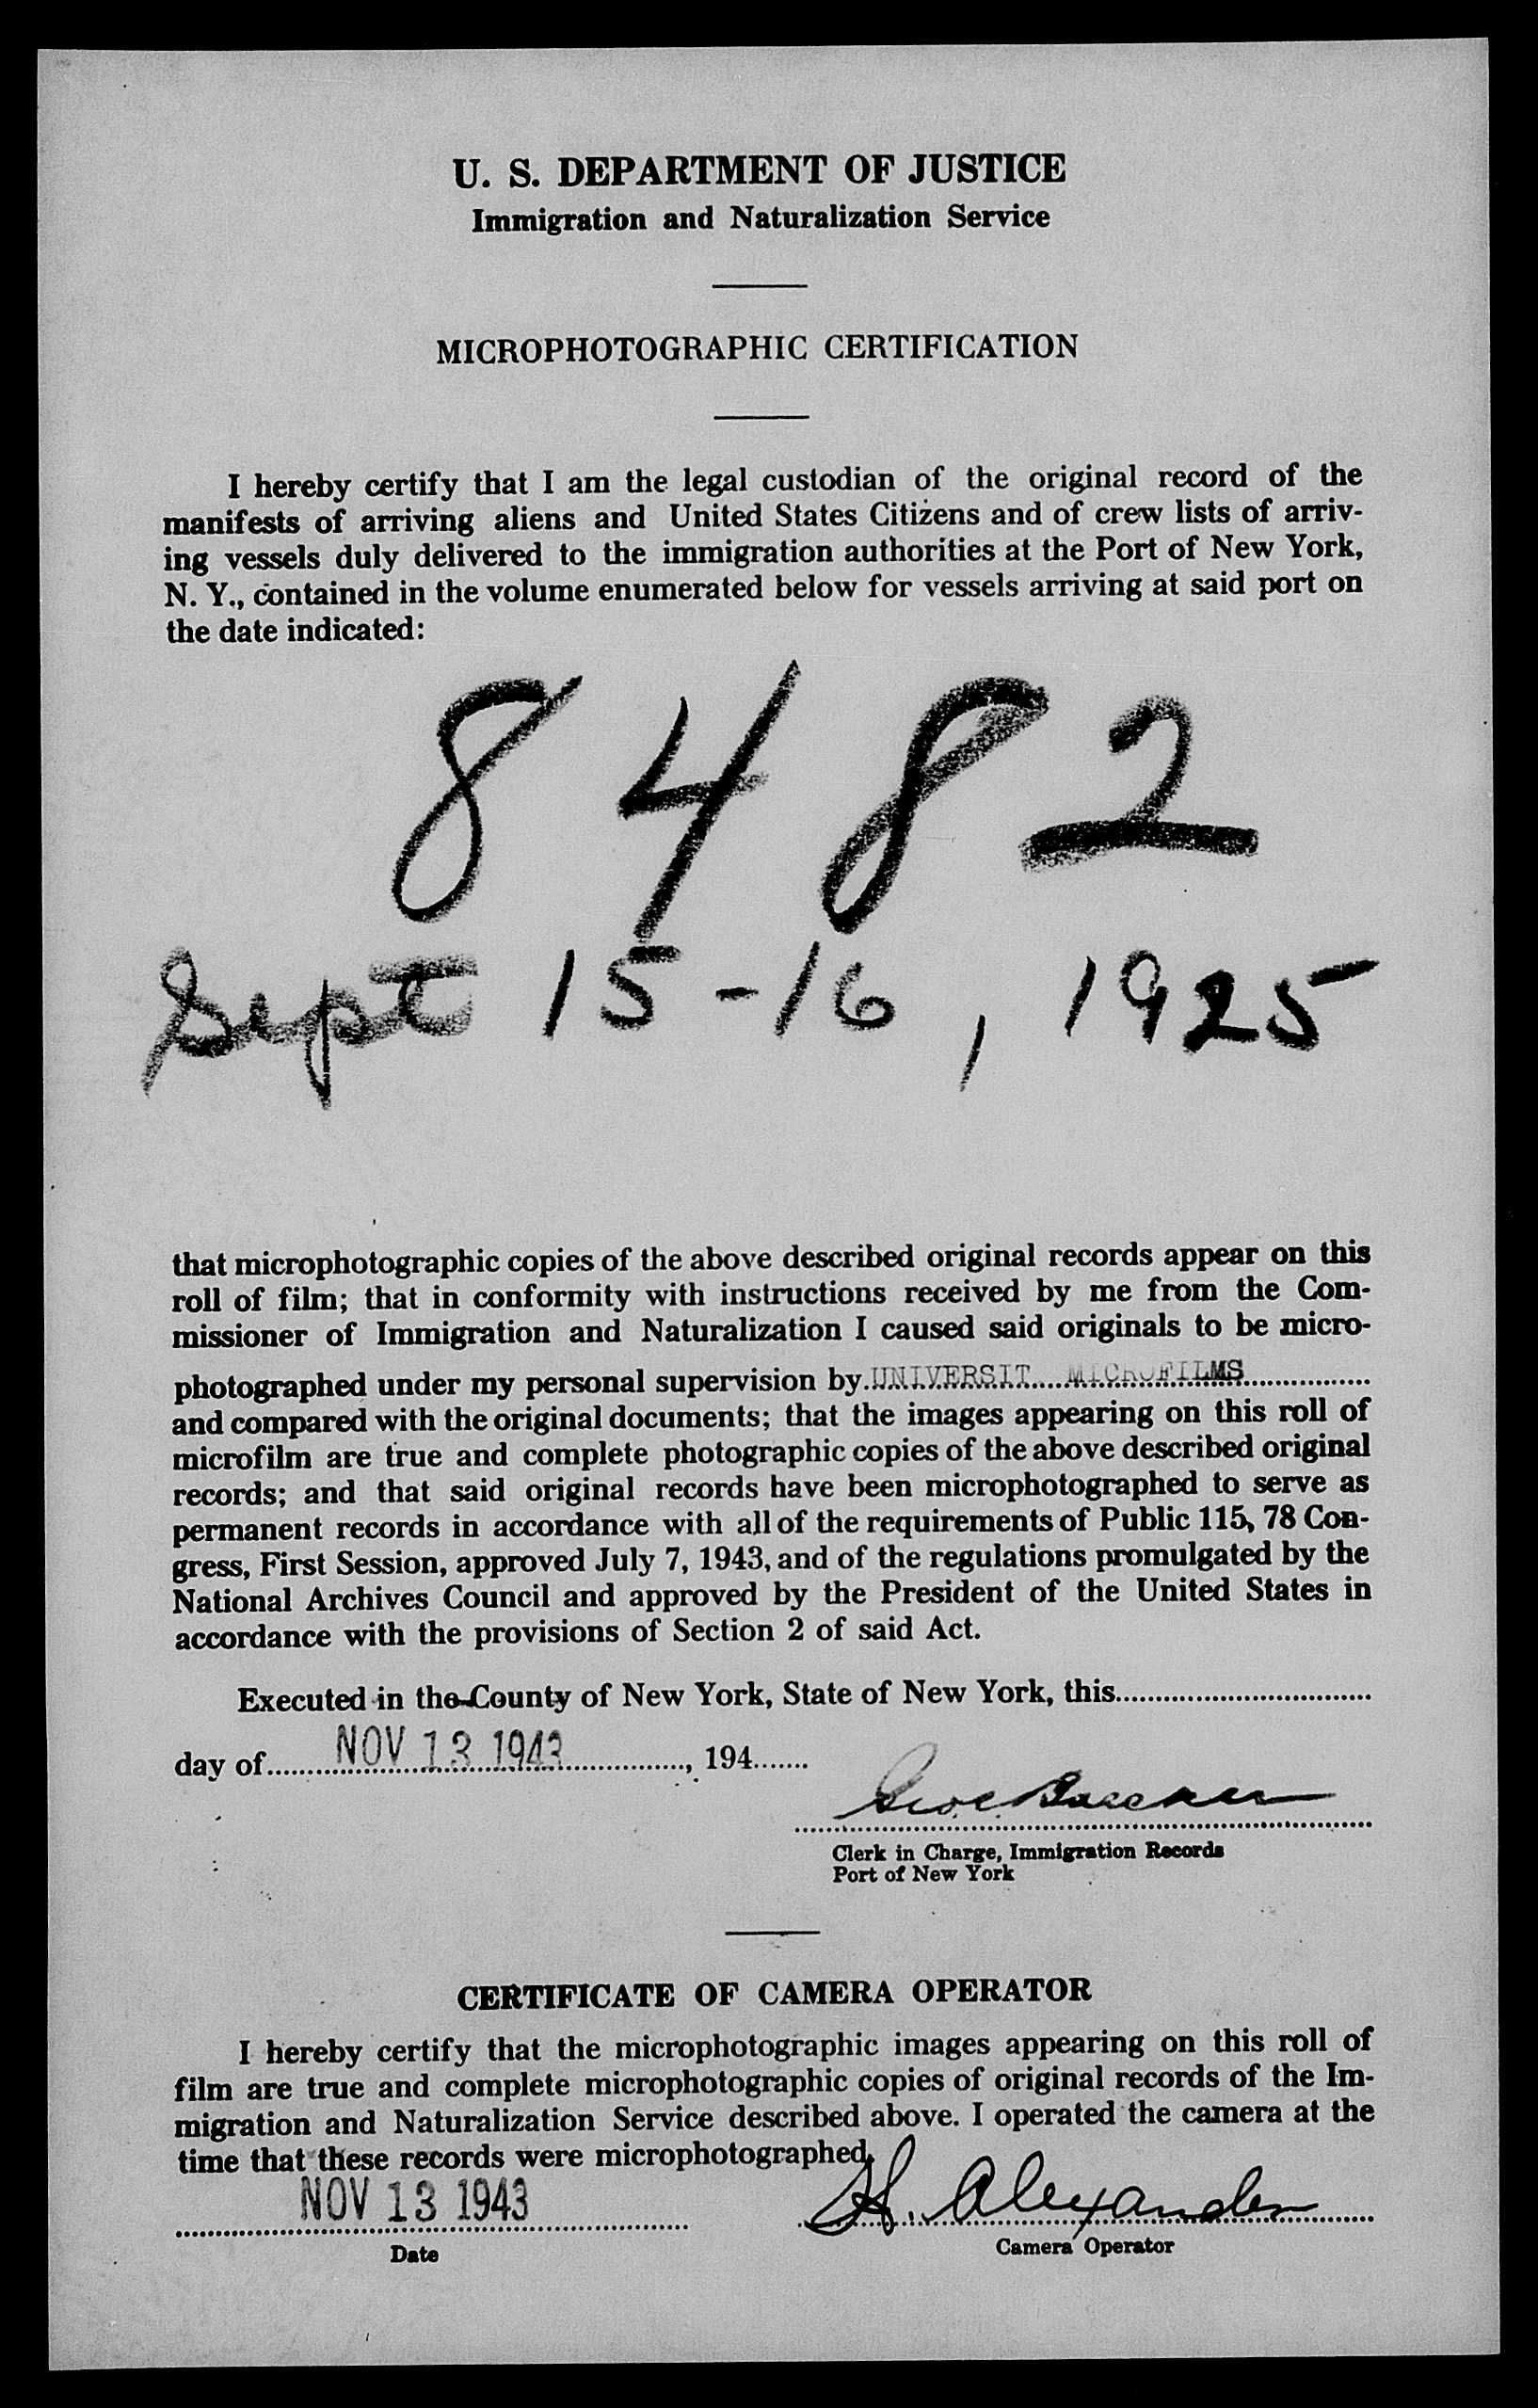 U. S. DEPARTMENT OF JUSTICE
Immigration and Naturalization Service
MICROPHOTOGRAPHIC CERTIFICATION
I hereby certify that I am the legal custodian of the original record of the
manifests of arriving aliens and United States Citizens and of crew lists of arriv-
ing vessels duly delivered to the immigration authorities at the Port of New York,
N. Y., contained in the volume enumerated below for vessels arriving at said port on
the date indicated:
8482
Sept 15-16, 1925
that microphotographic copies of the above described original records appear on this
roll of film; that in conformity with instructions received by me from the Com-
missioner of Immigration and Naturalization I caused said originals to be micro-
photographed under my personal supervision by UNIVERSIT MICROFILMS
and compared with the original documents; that the images appearing on this roll of
microfilm are true and complete photographic copies of the above described original
records; and that said original records have been microphotographed to serve as
permanent records in accordance with all of the requirements of Public 115, 78 Con-
gress, First Session, approved July 7, 1943, and of the regulations promulgated by the
National Archives Council and approved by the President of the United States in
accordance with the provisions of Section 2 of said Act.
Executed in the County of New York, State of New York, this
day of NOV 13 1943, 194
Clerk in Charge, Immigration Records
Port of New York
CERTIFICATE OF CAMERA OPERATOR
I hereby certify that the microphotographic images appearing on this roll of
film are true and complete microphotographic copies of original records of the Im-
migration and Naturalization Service described above. I operated the camera at the
time that these records were microphotographed.
NOV 13 1943 H. Alexander
Date Camera Operator